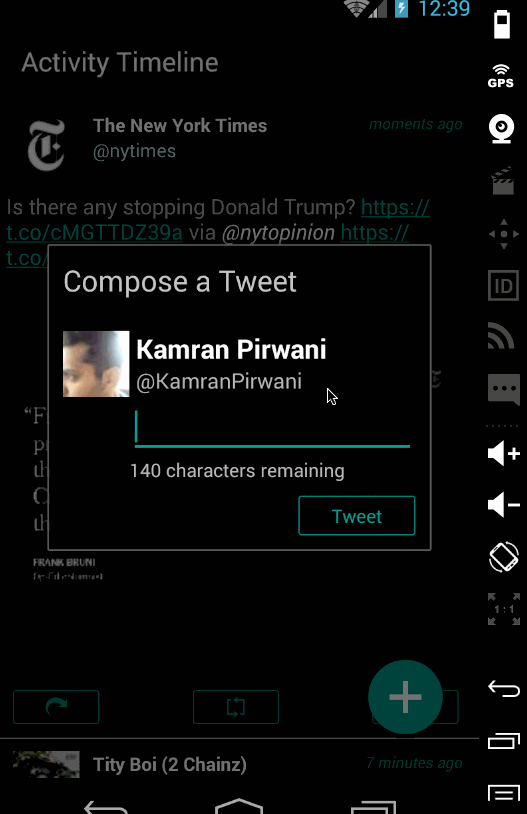 12:39
Activity Timeline
The New York Times
moments ago
@nytimes
Is there any stopping Donald Trump? https://
t.co/cMGTTDZ39a via @nytopinion https://
t.co/
Compose a Tweet
Kamran Pirwani
@KamranPirwani
140 characters remaining
Tweet
FRANK BRUNI
Tity Boi (2 Chainz)
7 minutes ago
GPS
ID
1:1